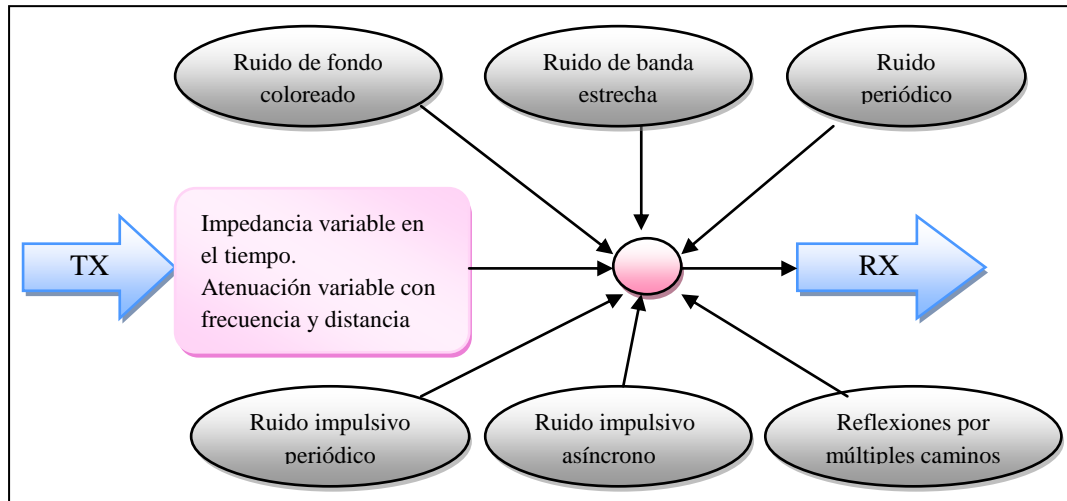 Ruido de fondo
coloreado
Ruido de banda
estrecha
Ruido
periódico
TX
Impedancia variable en
el tiempo.
Atenuación variable con
frecuencia y distancia
RX
Ruido impulsivo
periódico
Ruido impulsivo
asíncrono
Reflexiones por
múltiples caminos